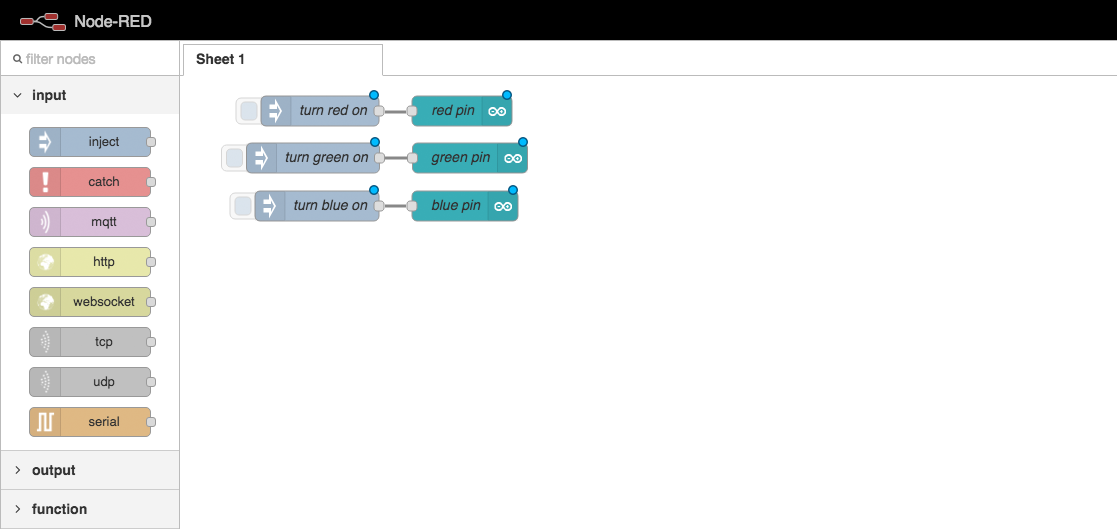 Node-RED
filter nodes
Sheet 1
input
inject
catch
mqtt
http
websocket
tcp
udp
serial
output
function
turn red on
red pin
turn green on
green pin
turn blue on
blue pin